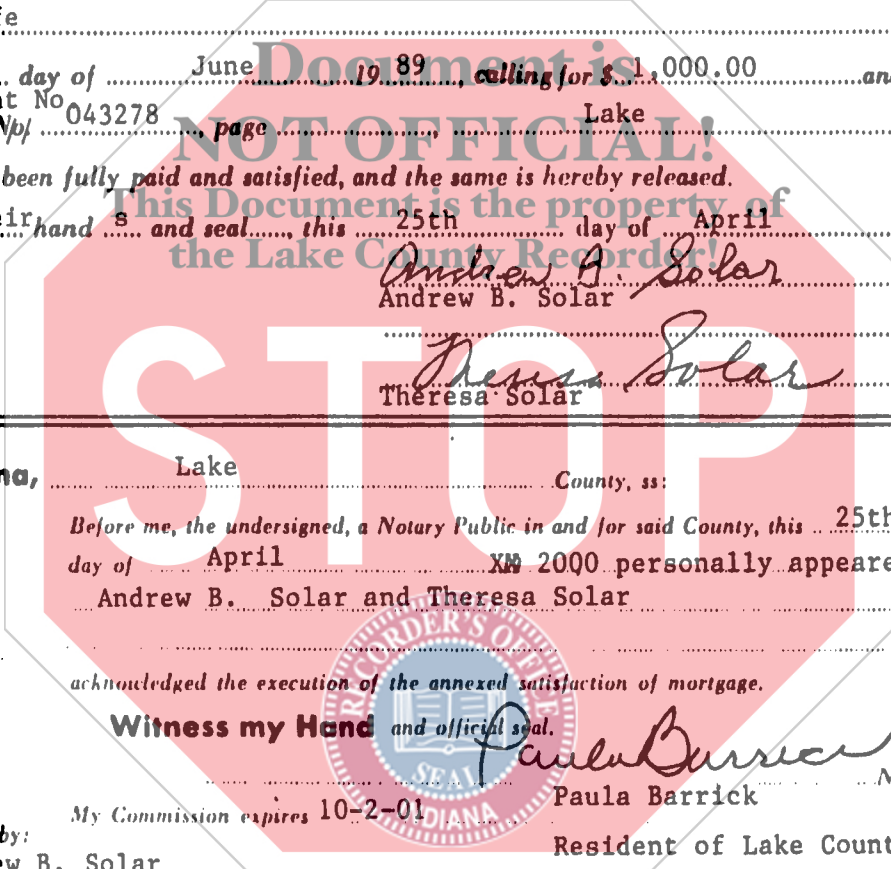 fe
day of June 19 89, calling for $ 1,000.00 an
t No. 043278, page , Lake
been fully paid and satisfied, and the same is hereby released.
eir hand s and seal , this 25th day of April
Andrew B. Solar
Andrew B. Solar
Theresa Solar
Theresa Solar
Document is
NOT OFFICIAL!
This Document is the property of
the Lake County Recorder!
STOP
na, Lake County, ss:
Before me, the undersigned, a Notary Public in and for said County, this 25th
day of April 2000 personally appeare
Andrew B. Solar and Theresa Solar
acknowledged the execution of the annexed satisfaction of mortgage.
Witness my Hand and official seal.
Paula Barrick
RECORDER'S OFFICE
SEAL
INDIANA
My Commission expires 10-2-01
Paula Barrick
by:
Resident of Lake Count
ew B. Solar